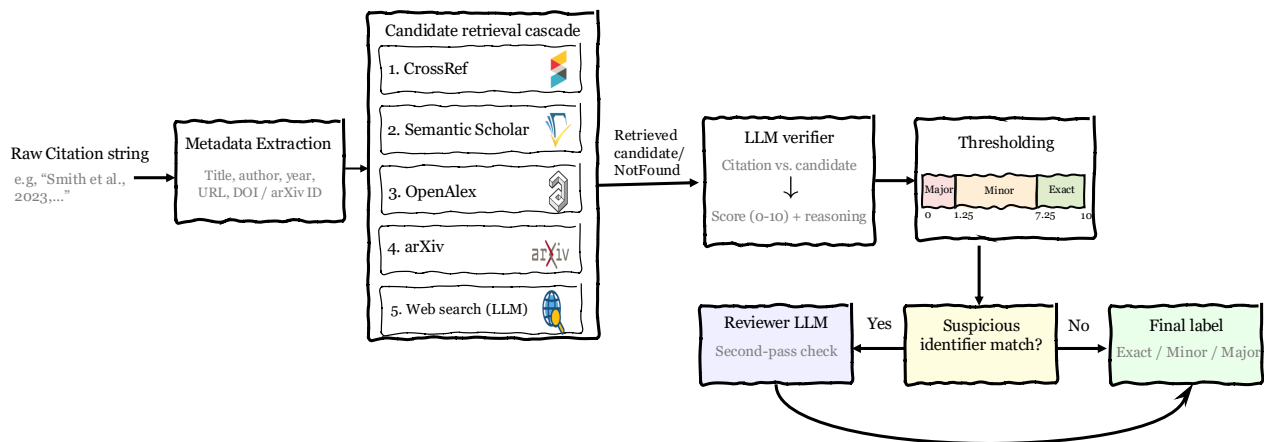 Raw Citation string
e.g, “Smith et al.,
2023,...”
Metadata Extraction
Title, author, year,
URL, DOI / arXiv ID
Candidate retrieval cascade
1. CrossRef
2. Semantic Scholar
3. OpenAlex
4. arXiv
arXiv
5. Web search (LLM)
Retrieved
candidate/
NotFound
LLM verifier
Citation vs. candidate
Score (0-10) + reasoning
Thresholding
Major Minor Exact
0 1.25 7.25 10
Reviewer LLM
Second-pass check
Yes
Suspicious
identifier match?
No
Final label
Exact / Minor / Major